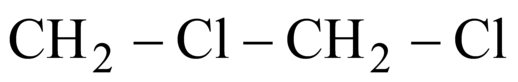 CH₂ – Cl – CH₂ – Cl